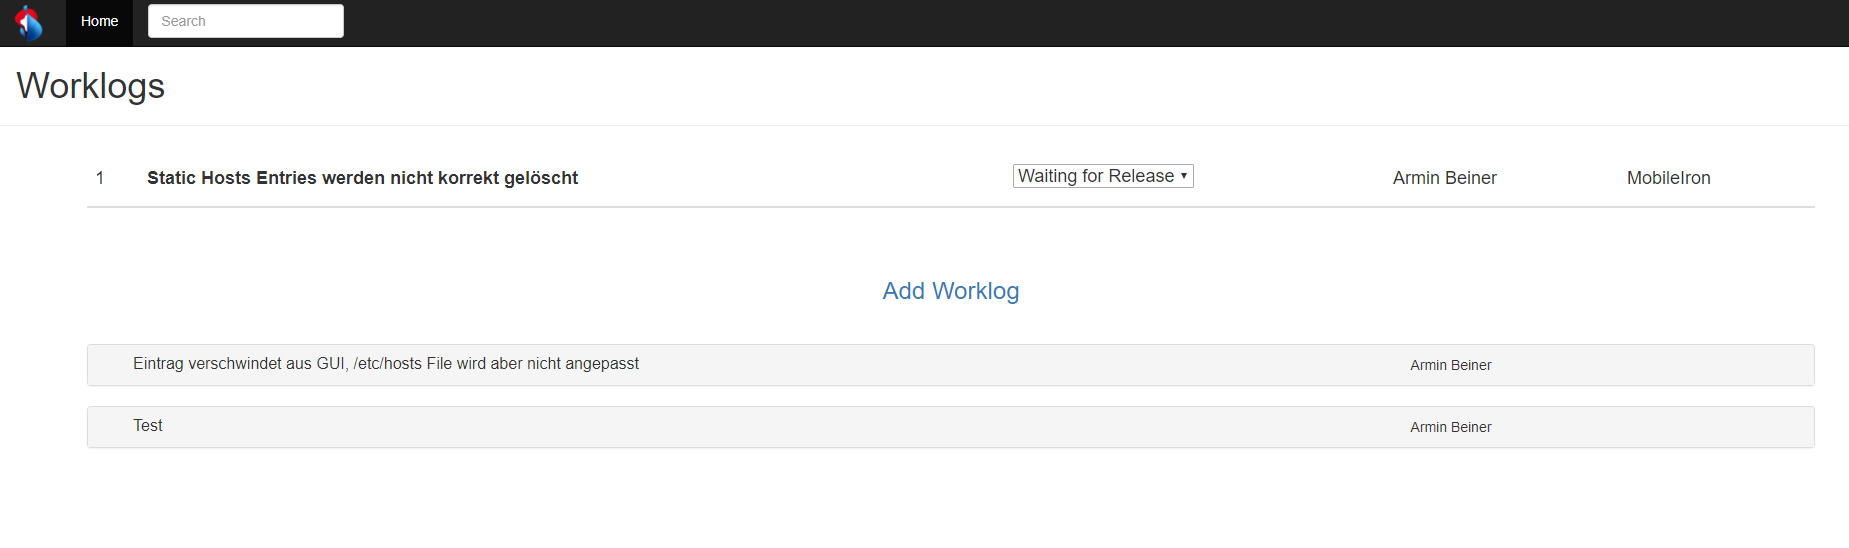 Home Search
Worklogs
1 Static Hosts Entries werden nicht korrekt gelöscht Waiting for Release Armin Beiner MobileIron
Add Worklog
Eintrag verschwindet aus GUI, /etc/hosts File wird aber nicht angepasst Armin Beiner
Test Armin Beiner